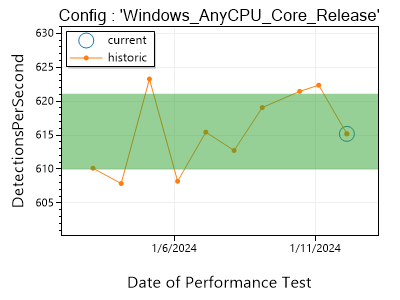 Config : 'Windows_AnyCPU_Core_Release'
current
historic
DetectionsPerSecond
630
625
620
615
610
605
1/6/2024
1/11/2024
Date of Performance Test